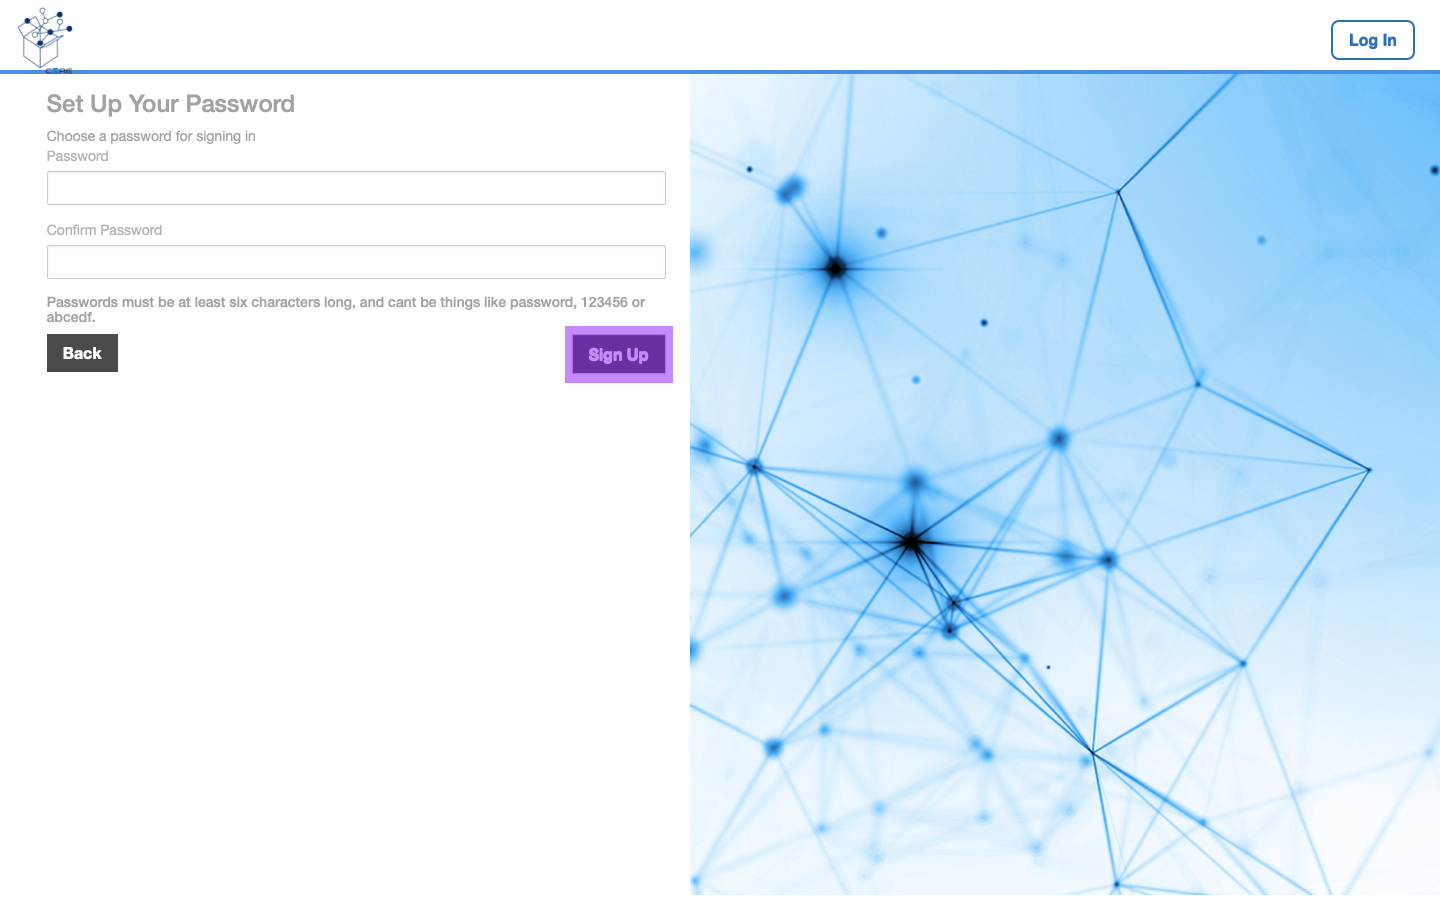 CORE
Log In
Set Up Your Password
Choose a password for signing in
Password
Confirm Password
Passwords must be at least six characters long, and cant be things like password, 123456 or
abcedf.
Back
Sign Up